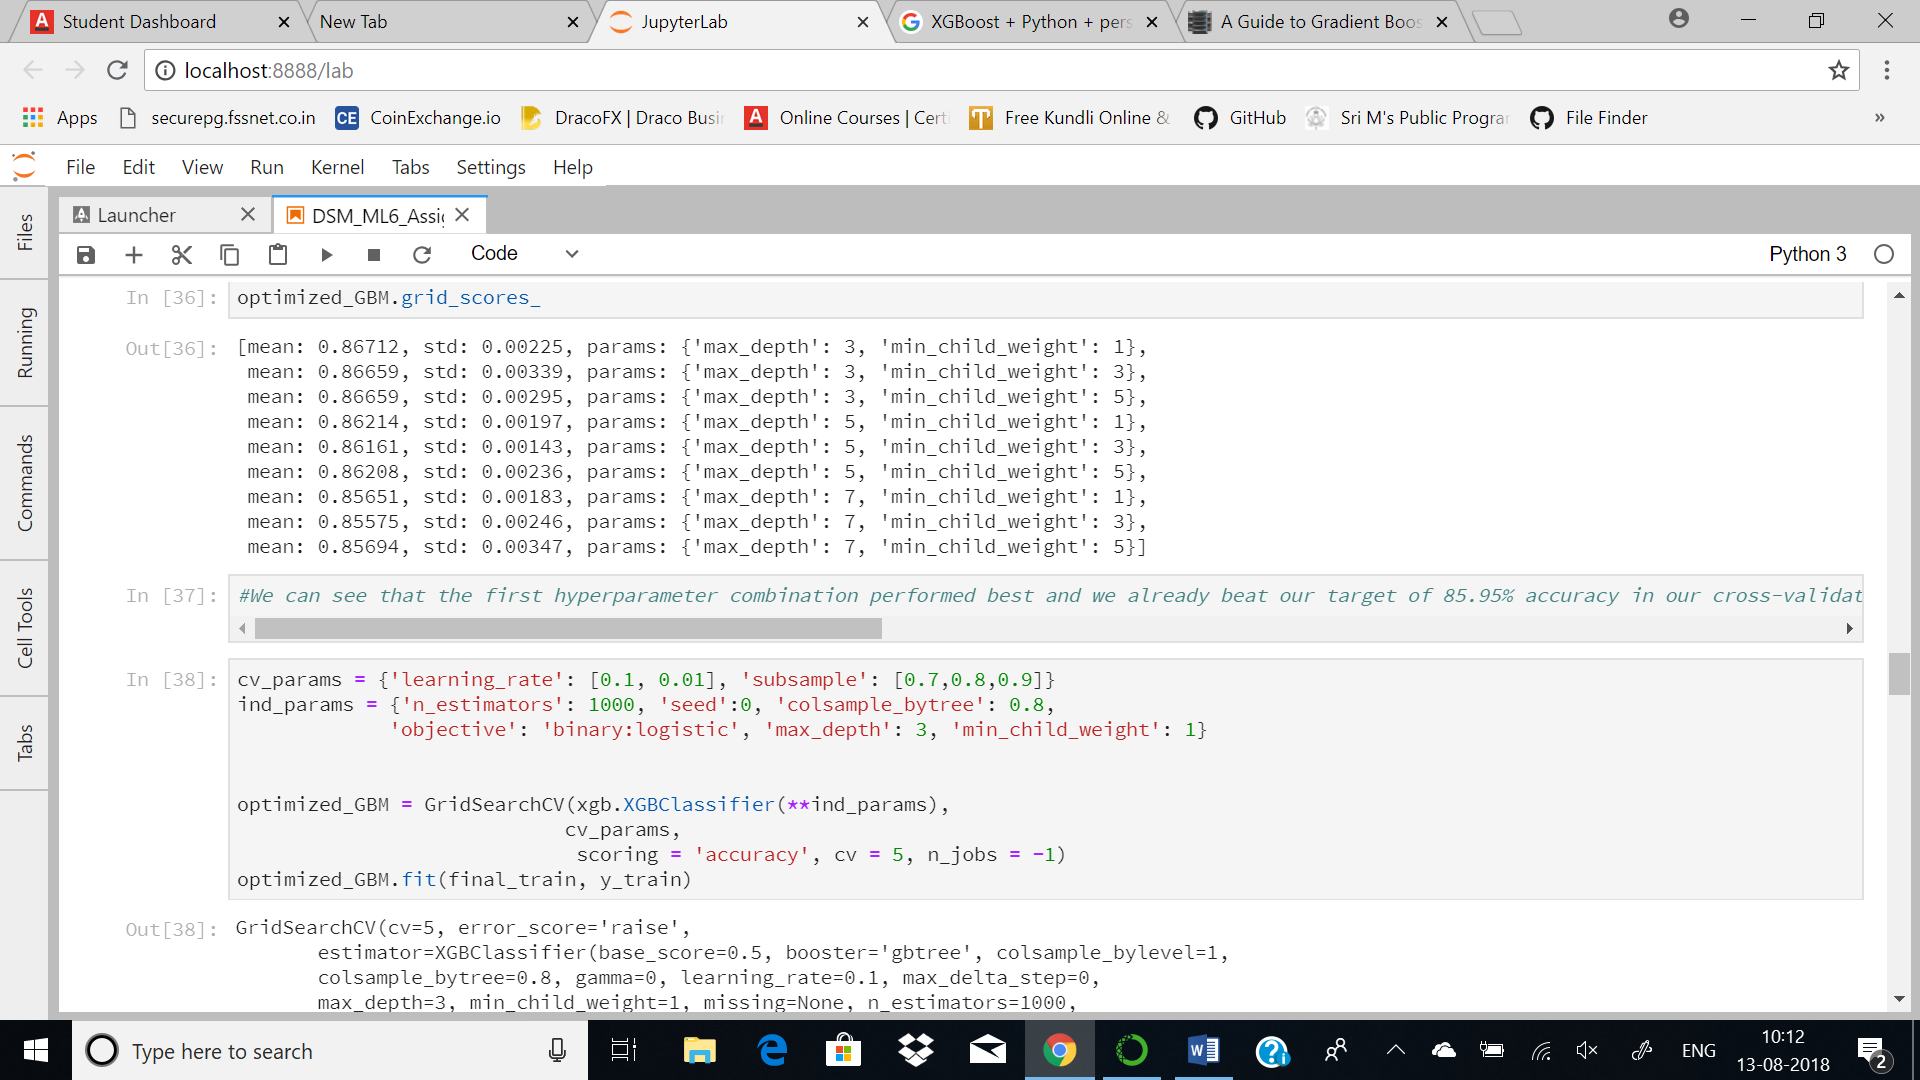 Student Dashboard
New Tab
JupyterLab
XGBoost + Python + pers
A Guide to Gradient Boos
localhost:8888/lab
Apps
securepg.fssnet.co.in
CE CoinExchange.io
DracoFX | Draco Busi
Online Courses | Certi
Free Kundli Online &
GitHub
Sri M's Public Progra
File Finder
»
File Edit View Run Kernel Tabs Settings Help
Files
Running
Commands
Cell Tools
Tabs
Launcher
DSM_ML6_Assi
Code
Python 3
In [36]: optimized_GBM.grid_scores_
Out[36]: [mean: 0.86712, std: 0.00225, params: {'max_depth': 3, 'min_child_weight': 1},
mean: 0.86659, std: 0.00339, params: {'max_depth': 3, 'min_child_weight': 3},
mean: 0.86659, std: 0.00295, params: {'max_depth': 3, 'min_child_weight': 5},
mean: 0.86214, std: 0.00197, params: {'max_depth': 5, 'min_child_weight': 1},
mean: 0.86161, std: 0.00143, params: {'max_depth': 5, 'min_child_weight': 3},
mean: 0.86208, std: 0.00236, params: {'max_depth': 5, 'min_child_weight': 5},
mean: 0.85651, std: 0.00183, params: {'max_depth': 7, 'min_child_weight': 1},
mean: 0.85575, std: 0.00246, params: {'max_depth': 7, 'min_child_weight': 3},
mean: 0.85694, std: 0.00347, params: {'max_depth': 7, 'min_child_weight': 5}]
In [37]: #We can see that the first hyperparameter combination performed best and we already beat our target of 85.95% accuracy in our cross-validat
In [38]: cv_params = {'learning_rate': [0.1, 0.01], 'subsample': [0.7,0.8,0.9]}
ind_params = {'n_estimators': 1000, 'seed':0, 'colsample_bytree': 0.8,
'objective': 'binary:logistic', 'max_depth': 3, 'min_child_weight': 1}
optimized_GBM = GridSearchCV(xgb.XGBClassifier(**ind_params),
cv_params,
scoring = 'accuracy', cv = 5, n_jobs = -1)
optimized_GBM.fit(final_train, y_train)
Out[38]: GridSearchCV(cv=5, error_score='raise',
estimator=XGBClassifier(base_score=0.5, booster='gbtree', colsample_bylevel=1,
colsample_bytree=0.8, gamma=0, learning_rate=0.1, max_delta_step=0,
max_depth=3, min_child_weight=1, missing=None, n_estimators=1000,
Type here to search
ENG
10:12
13-08-2018
2